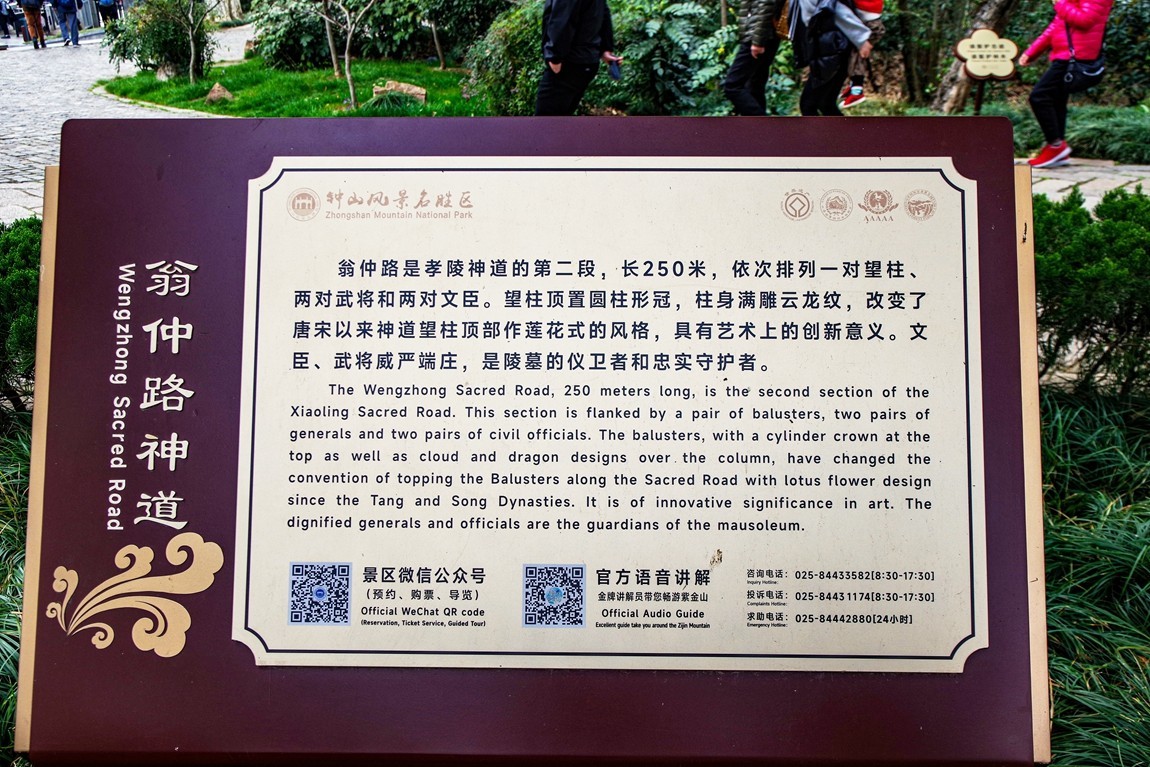 翁仲路神道
Wengzhong Sacred Road
钟山风景名胜区
Zhongshan Mountain National Park
AAAAA
翁仲路是孝陵神道的第二段，长250米，依次排列一对望柱、
两对武将和两对文臣。望柱顶置圆柱形冠，柱身满雕云龙纹，改变了
唐宋以来神道望柱顶部作莲花式的风格，具有艺术上的创新意义。文
臣、武将威严端庄，是陵墓的仪卫者和忠实守护者。
The Wengzhong Sacred Road, 250 meters long, is the second section of the
Xiaoling Sacred Road. This section is flanked by a pair of balusters, two pairs of
generals and two pairs of civil officials. The balusters, with a cylinder crown at the
top as well as cloud and dragon designs over the column, have changed the
convention of topping the Balusters along the Sacred Road with lotus flower design
since the Tang and Song Dynasties. It is of innovative significance in art. The
dignified generals and officials are the guardians of the mausoleum.
景区微信公众号
(预约、购票、导览)
Official WeChat QR code
(Reservation, Ticket Service, Guided Tour)
官方语音讲解
金牌讲解员带您畅游紫金山
Official Audio Guide
Excellent guide take you around the Zijin Mountain
咨询电话： 025-84433582[8:30-17:30]
Inquiry Hotline:
投诉电话： 025-84431174[8:30-17:30]
Complaints Hotline:
求助电话： 025-84442880[24小时]
Emergency Hotline: